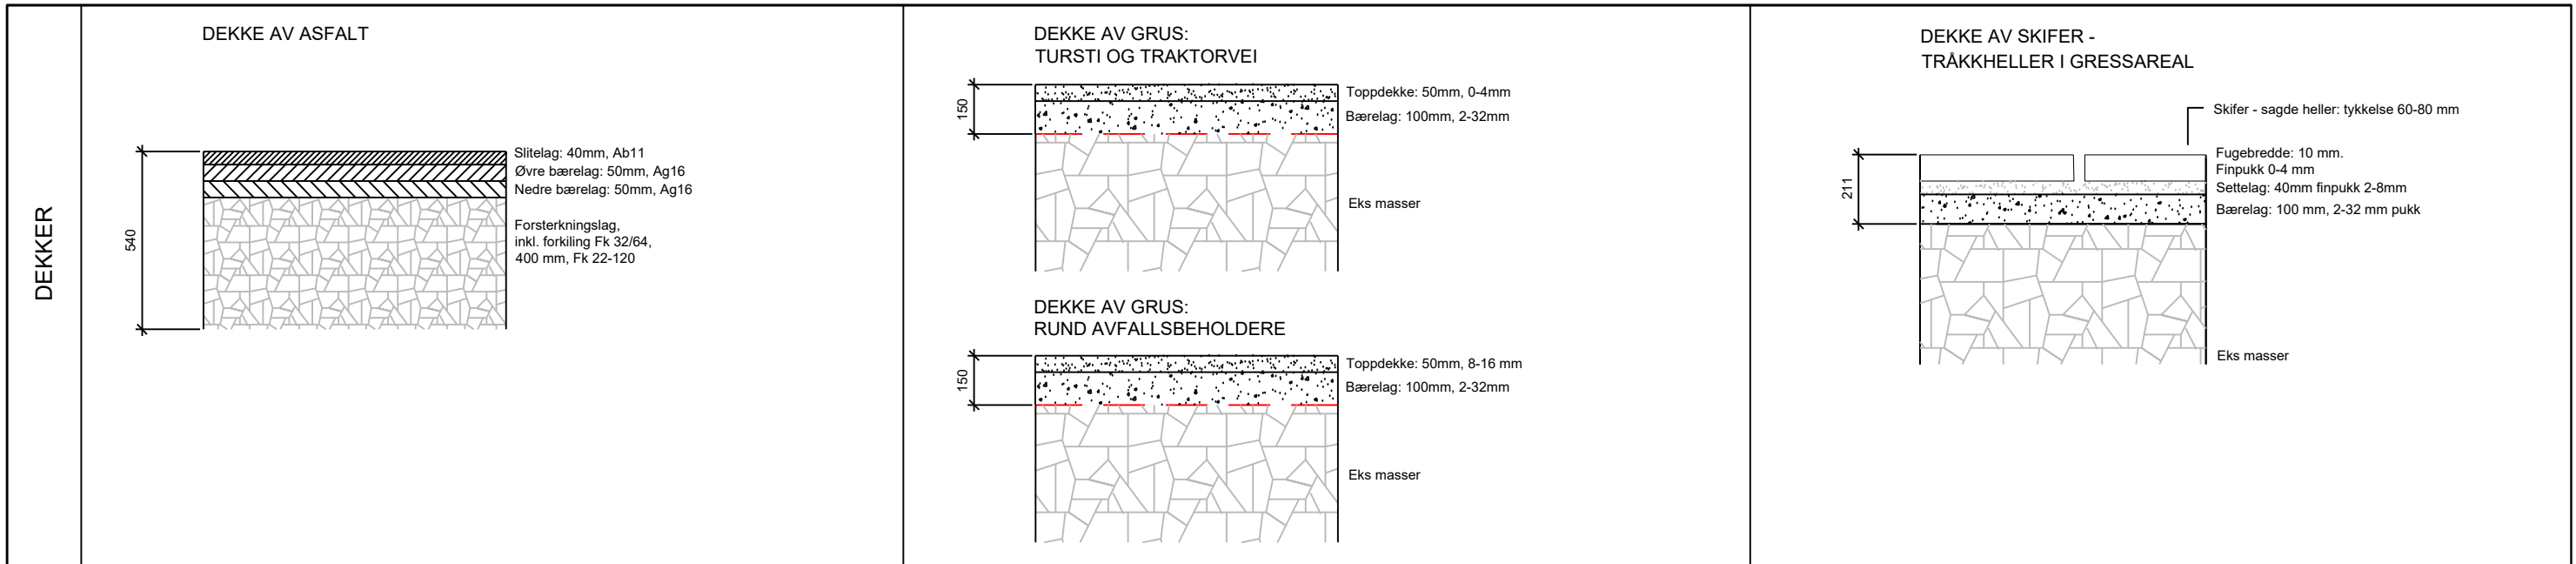 DEKKER
DEKKE AV ASFALT
540
Slitelag: 40mm, Ab11
Øvre bærelag: 50mm, Ag16
Nedre bærelag: 50mm, Ag16
Forsterkningslag,
inkl. forkiling Fk 32/64,
400 mm, Fk 22-120
DEKKE AV GRUS:
TURSTI OG TRAKTORVEI
150
Toppdekke: 50mm, 0-4mm
Bærelag: 100mm, 2-32mm
Eks masser
DEKKE AV GRUS:
RUND AVFALLSBEHOLDERE
150
Toppdekke: 50mm, 8-16 mm
Bærelag: 100mm, 2-32mm
Eks masser
DEKKE AV SKIFER -
TRÅKKHELLER I GRESSAREAL
Skifer - sagde heller: tykkelse 60-80 mm
211
Fugebredde: 10 mm.
Finpukk 0-4 mm
Settelag: 40mm finpukk 2-8mm
Bærelag: 100 mm, 2-32 mm pukk
Eks masser